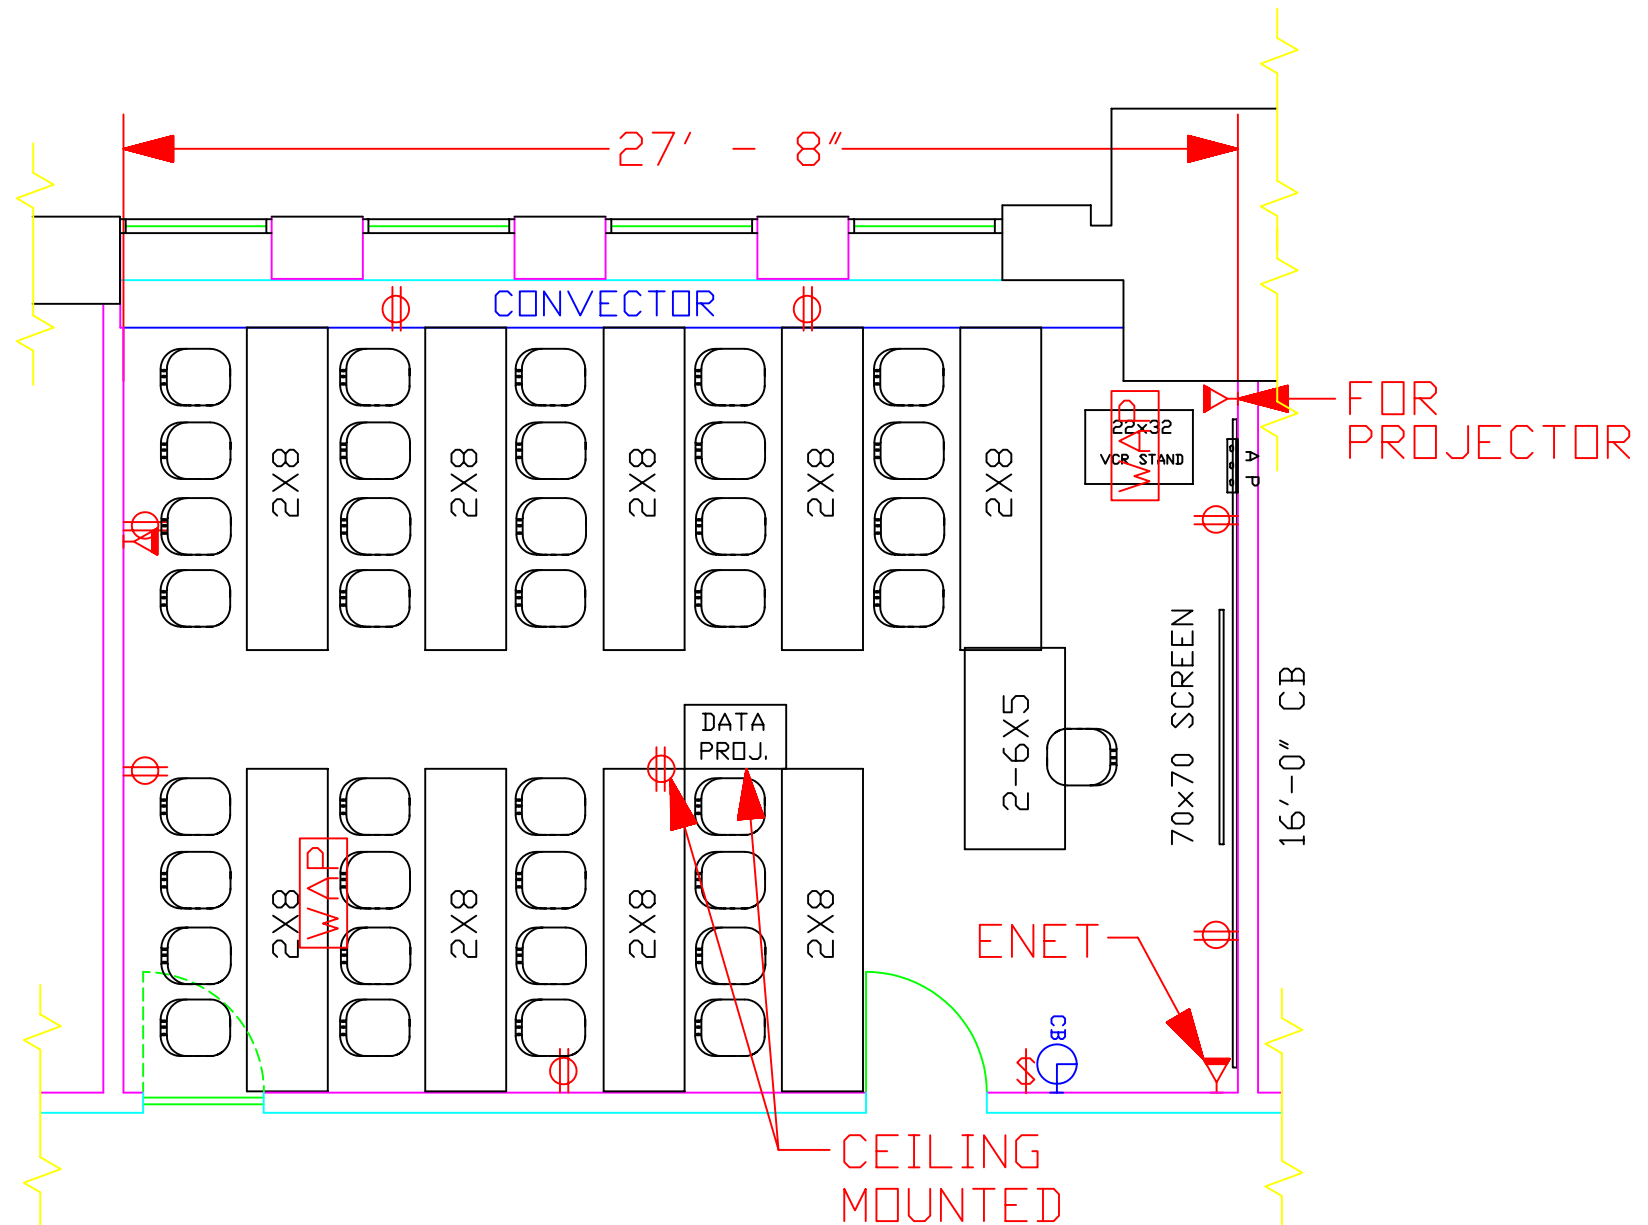 27' - 8"
CONVECTOR
FOR
PROJECTOR
22x32
VCR STAND
WAP
A P
2X8
2X8
2X8
2X8
2X8
70x70 SCREEN
16'-0" CB
2-6X5
DATA
PROJ.
2X8
WAP
2X8
2X8
2X8
ENET
CB
$
CEILING
MOUNTED